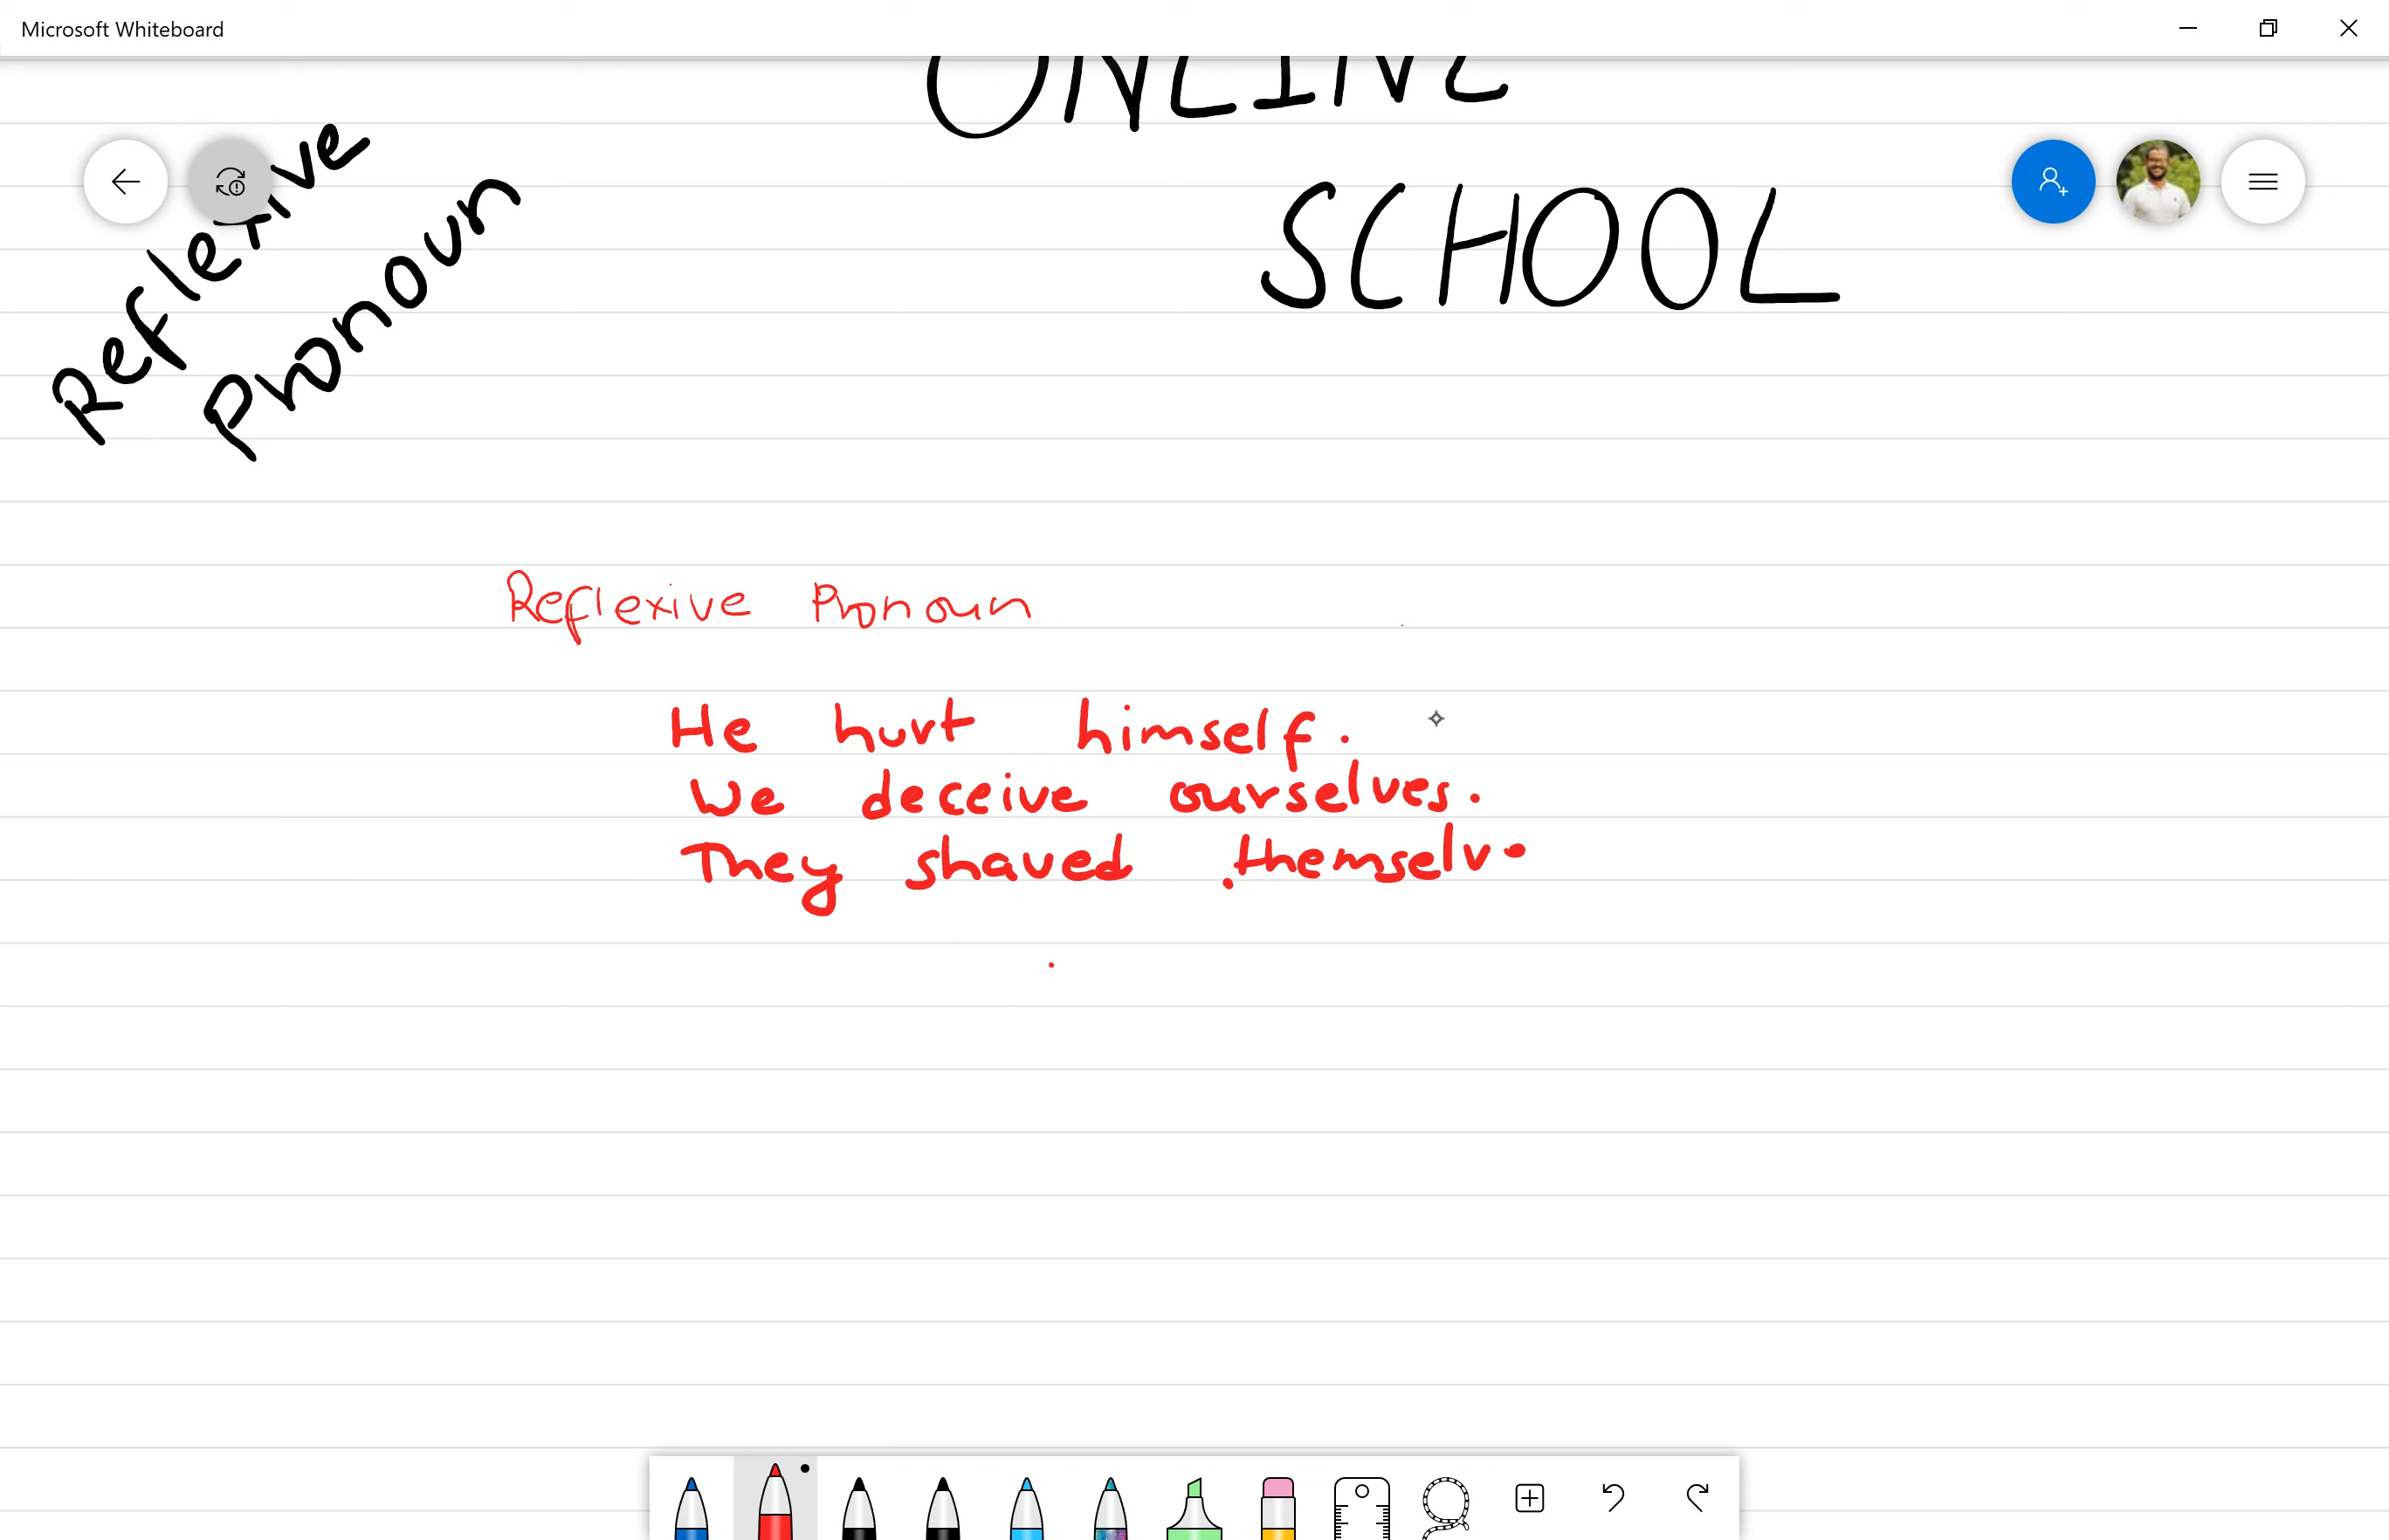 Microsoft Whiteboard
ONLINE
SCHOOL
Reflexive
Pronoun
Reflexive Pronoun
He hurt himself.
We deceive ourselves.
They shaved themselv